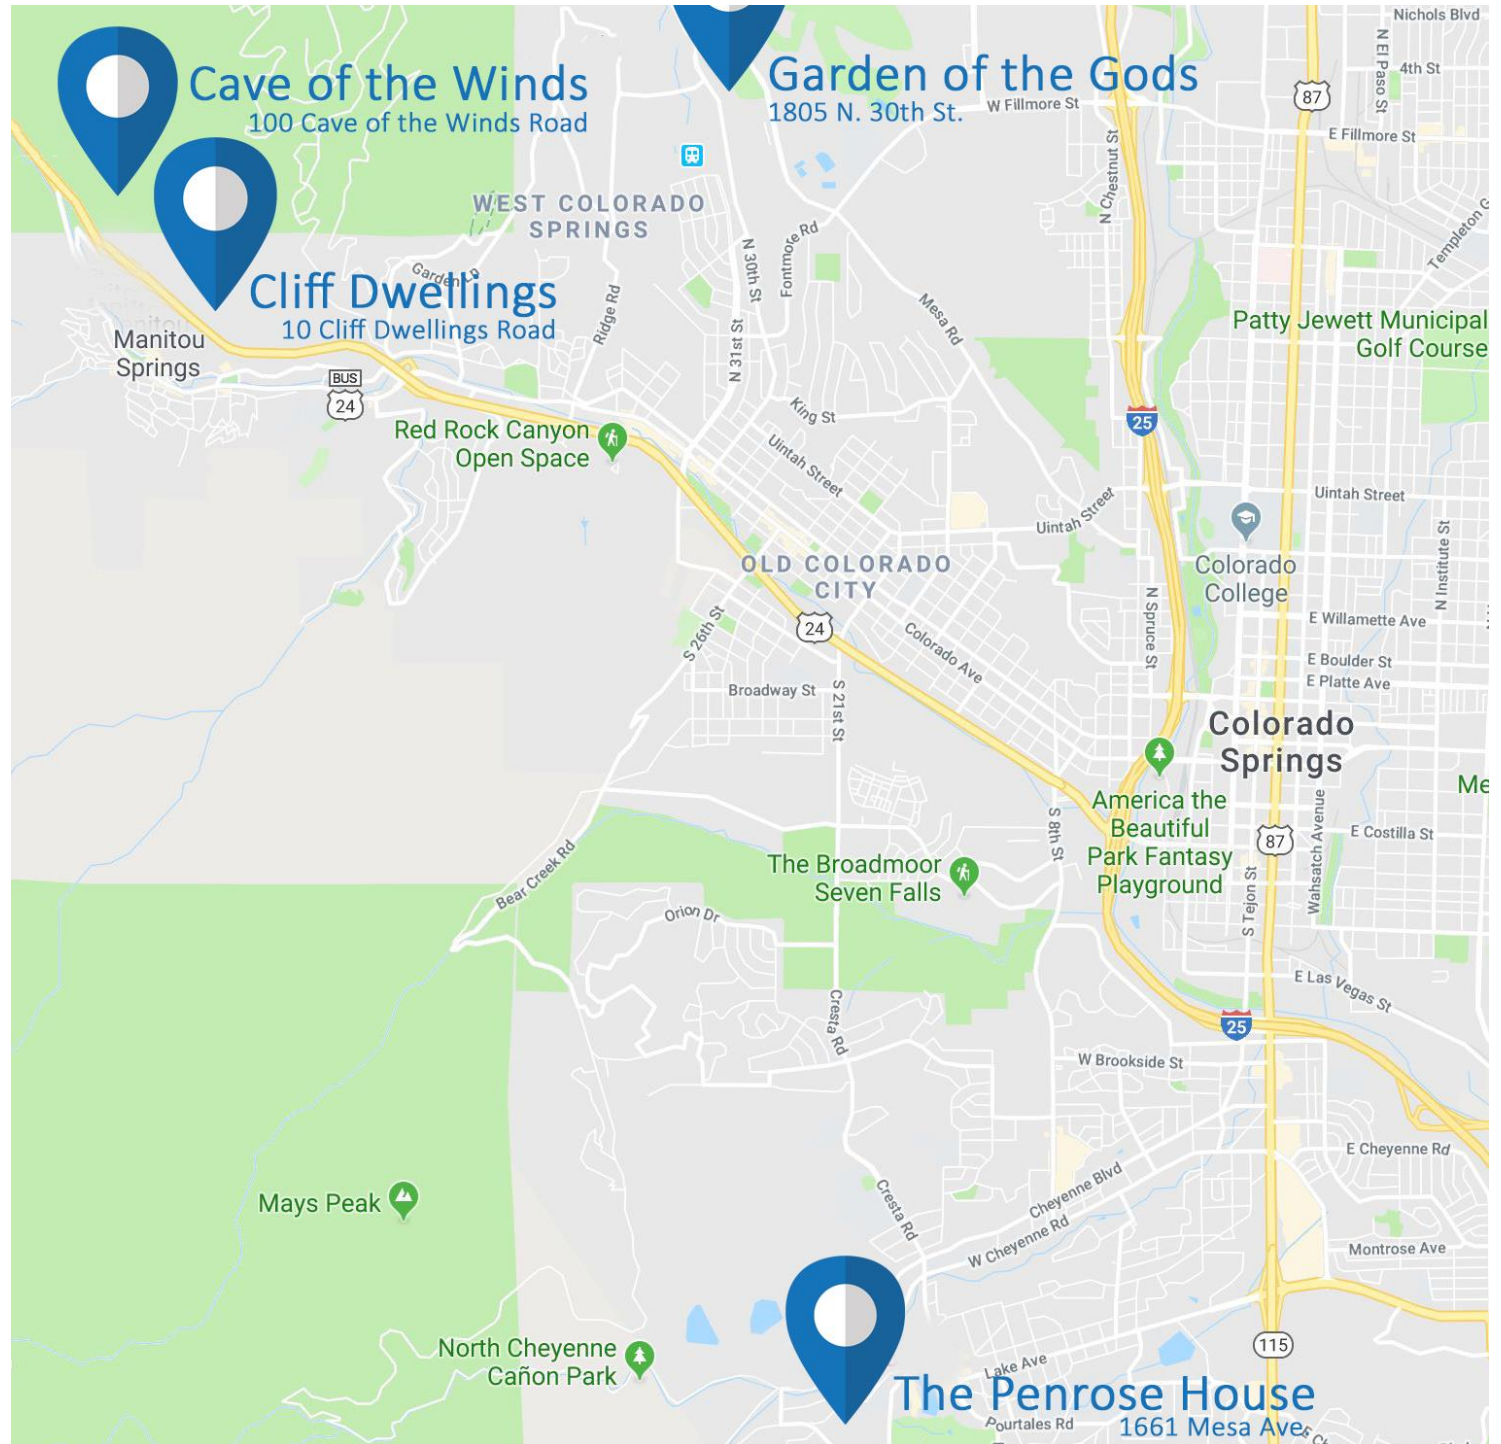 Cave of the Winds
100 Cave of the Winds Road
Garden of the Gods
1805 N. 30th St.
Nichols Blvd
N El Paso St
4th St
87
W Fillmore St
E Fillmore St
N Chestnut St
WEST COLORADO
SPRINGS
Fontmore Rd
N 30th St
Mesa Rd
Garden Ln
Cliff Dwellings
10 Cliff Dwellings Road
Ridge Rd
N 31st St
Manitou
Springs
Patty Jewett Municipal
Golf Course
BUS
24
25
King St
Red Rock Canyon
Open Space
Uintah Street
Uintah Street
Uintah Street
Colorado
College
N Institute St
OLD COLORADO
CITY
24
N Spruce St
E Willamette Ave
S 26th St
Colorado Ave
E Boulder St
E Platte Ave
Broadway St
S 21st St
Colorado
Springs
America the
Beautiful
Park Fantasy
Playground
S 8th St
Wahsatch Avenue
E Costilla St
87
The Broadmoor
Seven Falls
Bear Creek Rd
Orion Dr
S Tejon St
E Las Vegas St
Cresta Rd
25
W Brookside St
E Cheyenne Rd
Mays Peak
Cresta Rd
Cheyenne Blvd
W Cheyenne Rd
Montrose Ave
North Cheyenne
Cañon Park
115
Lake Ave
The Penrose House
1661 Mesa Ave.
Pourtales Rd